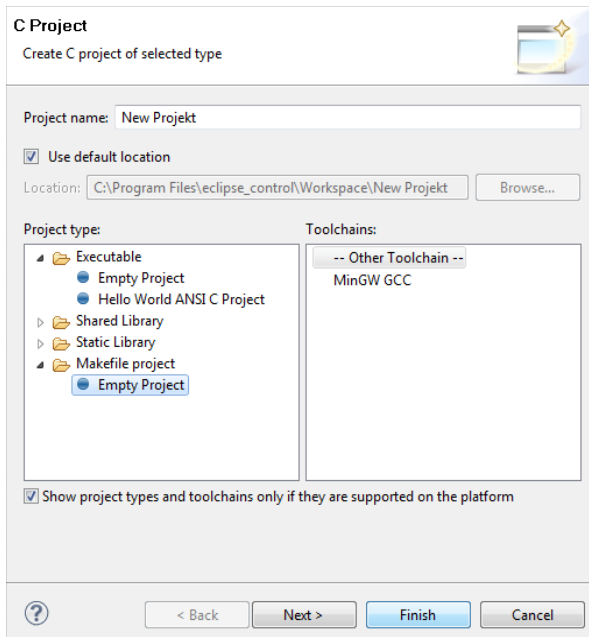 C Project
Create C project of selected type
Project name: New Projekt
Use default location
Location: C:\Program Files\eclipse_control\Workspace\New Projekt Browse...
Project type: Toolchains:
Executable -- Other Toolchain --
Empty Project MinGW GCC
Hello World ANSI C Project
Shared Library
Static Library
Makefile project
Empty Project
Show project types and toolchains only if they are supported on the platform
? < Back Next > Finish Cancel